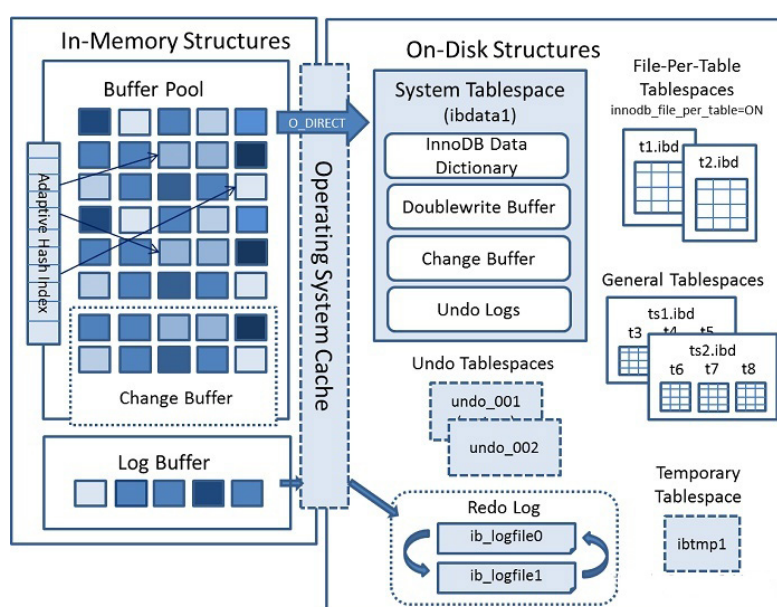 In-Memory Structures
Buffer Pool
Adaptive Hash Index
Change Buffer
Log Buffer
O_DIRECT
Operating System Cache
On-Disk Structures
System Tablespace
(ibdata1)
InnoDB Data
Dictionary
Doublewrite Buffer
Change Buffer
Undo Logs
File-Per-Table
Tablespaces
innodb_file_per_table=ON
t1.ibd
t2.ibd
General Tablespaces
ts1.ibd
t3 t4 t5
ts2.ibd
t6 t7 t8
Undo Tablespaces
undo_001
undo_002
Temporary
Tablespace
ibtmp1
Redo Log
ib_logfile0
ib_logfile1